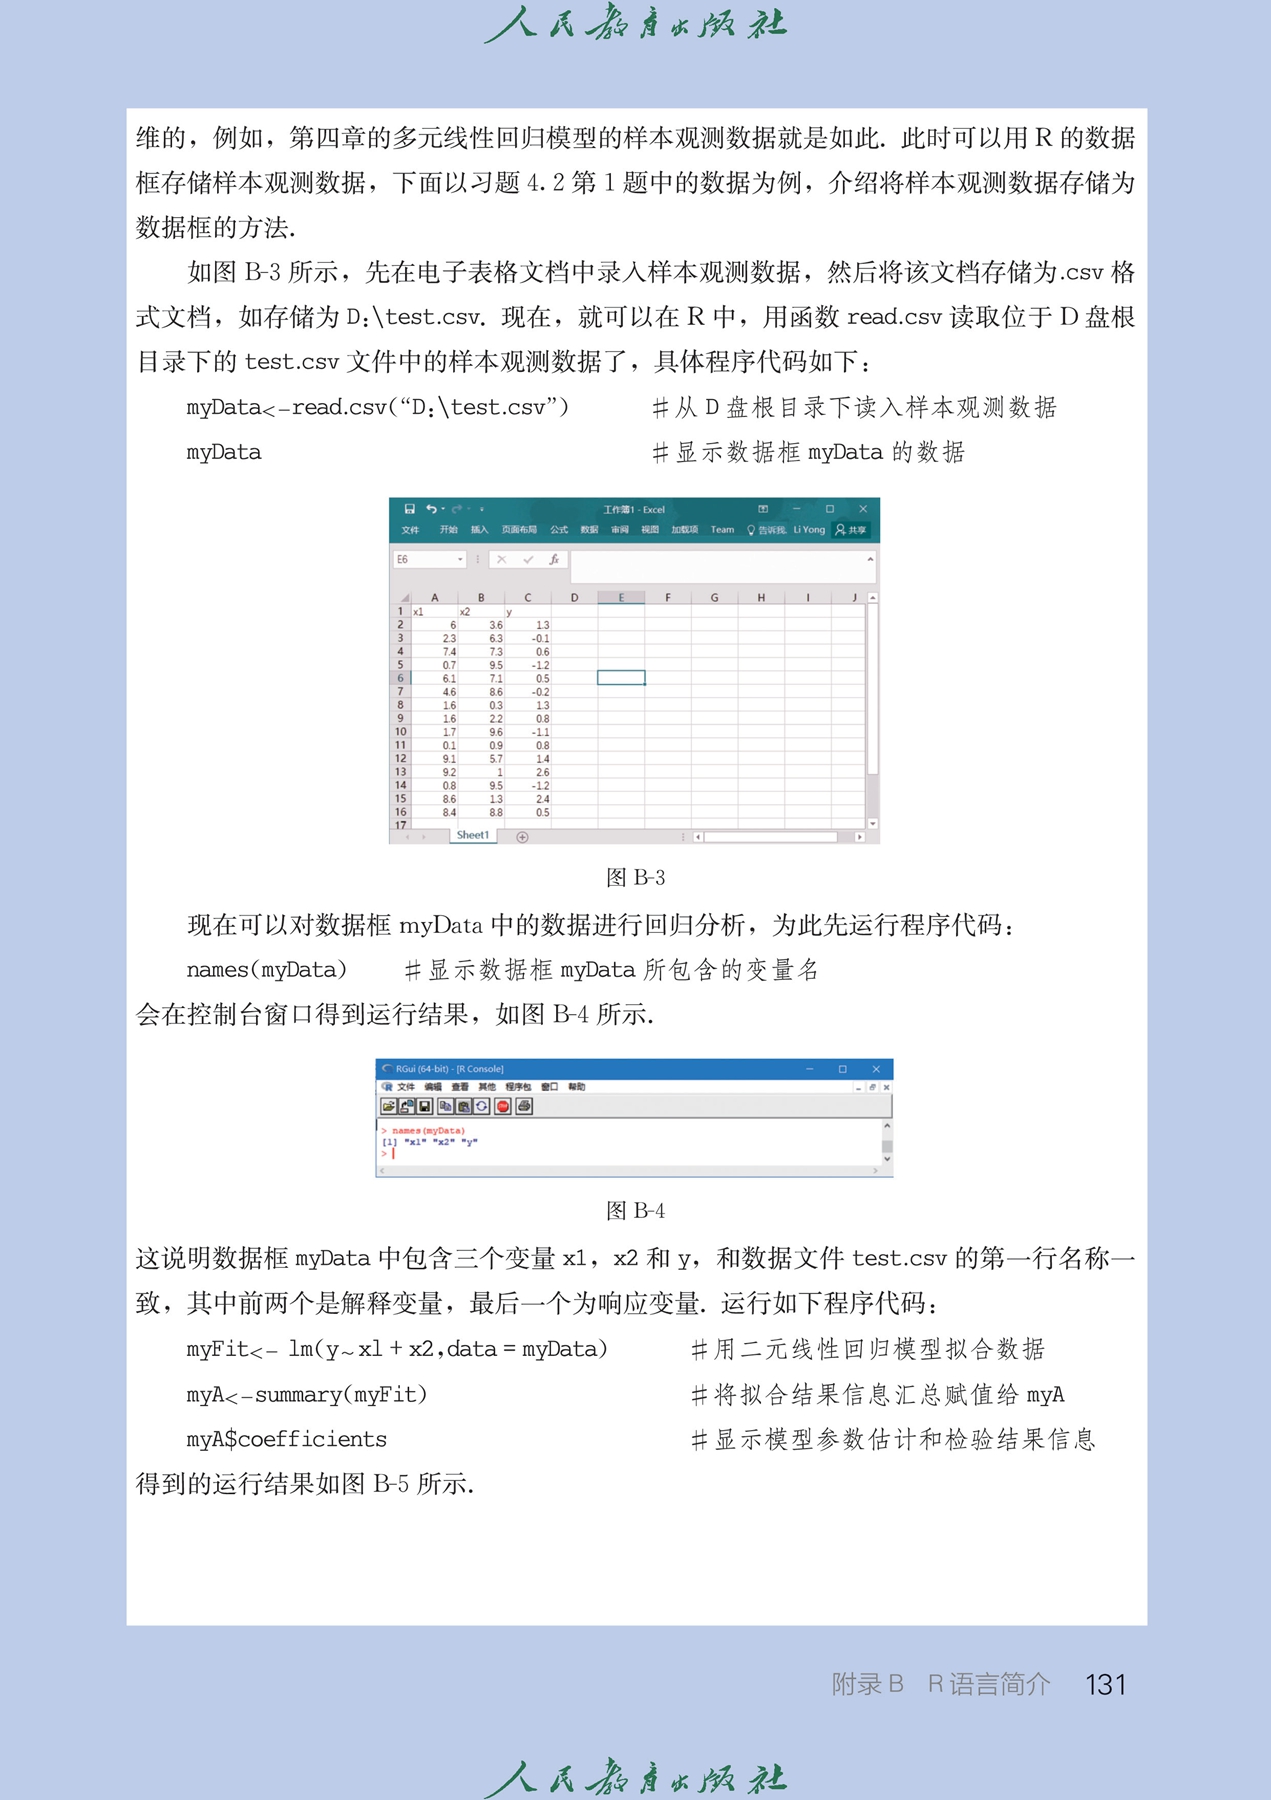 人民教育出版社
维的，例如，第四章的多元线性回归模型的样本观测数据就是如此. 此时可以用 R 的数据
框存储样本观测数据，下面以习题 4.2 第 1 题中的数据为例，介绍将样本观测数据存储为
数据框的方法.
如图 B-3 所示，先在电子表格文档中录入样本观测数据，然后将该文档存储为.csv 格
式文档，如存储为 D:\test.csv. 现在，就可以在 R 中，用函数 read.csv 读取位于 D 盘根
目录下的 test.csv 文件中的样本观测数据了，具体程序代码如下：
myData<-read.csv(“D:\test.csv”) #从 D 盘根目录下读入样本观测数据
myData #显示数据框 myData 的数据
工作簿1 - Excel
文件 开始 插入 页面布局 公式 数据 审阅 视图 加载项 Team 告诉我 Li Yong 共享
E6 fx
A B C D E F G H I J
1 x1 x2 y
2 6 3.6 1.3
3 2.3 6.3 -0.1
4 7.4 7.3 0.6
5 0.7 9.5 -1.2
6 6.1 7.1 0.5
7 4.6 8.6 -0.2
8 1.6 0.3 1.3
9 1.6 2.2 0.8
10 1.7 9.6 -1.1
11 0.1 0.9 0.8
12 9.1 5.7 1.4
13 9.2 1 2.6
14 0.8 9.5 -1.2
15 8.6 1.3 2.4
16 8.4 8.8 0.5
17
Sheet1
图 B-3
现在可以对数据框 myData 中的数据进行回归分析，为此先运行程序代码：
names(myData) #显示数据框 myData 所包含的变量名
会在控制台窗口得到运行结果，如图 B-4 所示.
RGui (64-bit) - [R Console]
文件 编辑 查看 其他 程序包 窗口 帮助
> names(myData)
[1] "x1" "x2" "y"
>
图 B-4
这说明数据框 myData 中包含三个变量 x1，x2 和 y，和数据文件 test.csv 的第一行名称一
致，其中前两个是解释变量，最后一个为响应变量. 运行如下程序代码：
myFit<- lm(y~xl+x2,data=myData) #用二元线性回归模型拟合数据
myA<-summary(myFit) #将拟合结果信息汇总赋值给 myA
myA$coefficients #显示模型参数估计和检验结果信息
得到的运行结果如图 B-5 所示.
附录 B R 语言简介 131
人民教育出版社